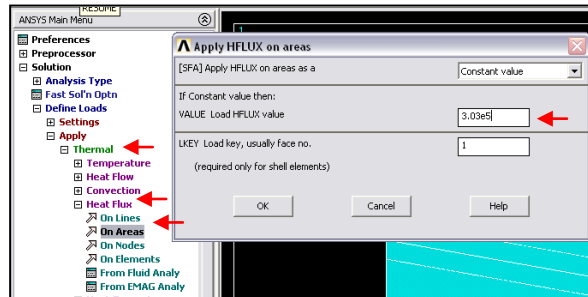 RESUME
ANSYS Main Menu
Preferences
Preprocessor
Solution
Analysis Type
Fast Sol'n Optn
Define Loads
Settings
Apply
Thermal
Temperature
Heat Flow
Convection
Heat Flux
On Lines
On Areas
On Nodes
On Elements
From Fluid Analy
From EMAG Analy
1
Apply HFLUX on areas
[SFA] Apply HFLUX on areas as a
Constant value
If Constant value then:
VALUE Load HFLUX value
3.03e5
LKEY Load key, usually face no.
1
(required only for shell elements)
OK
Cancel
Help